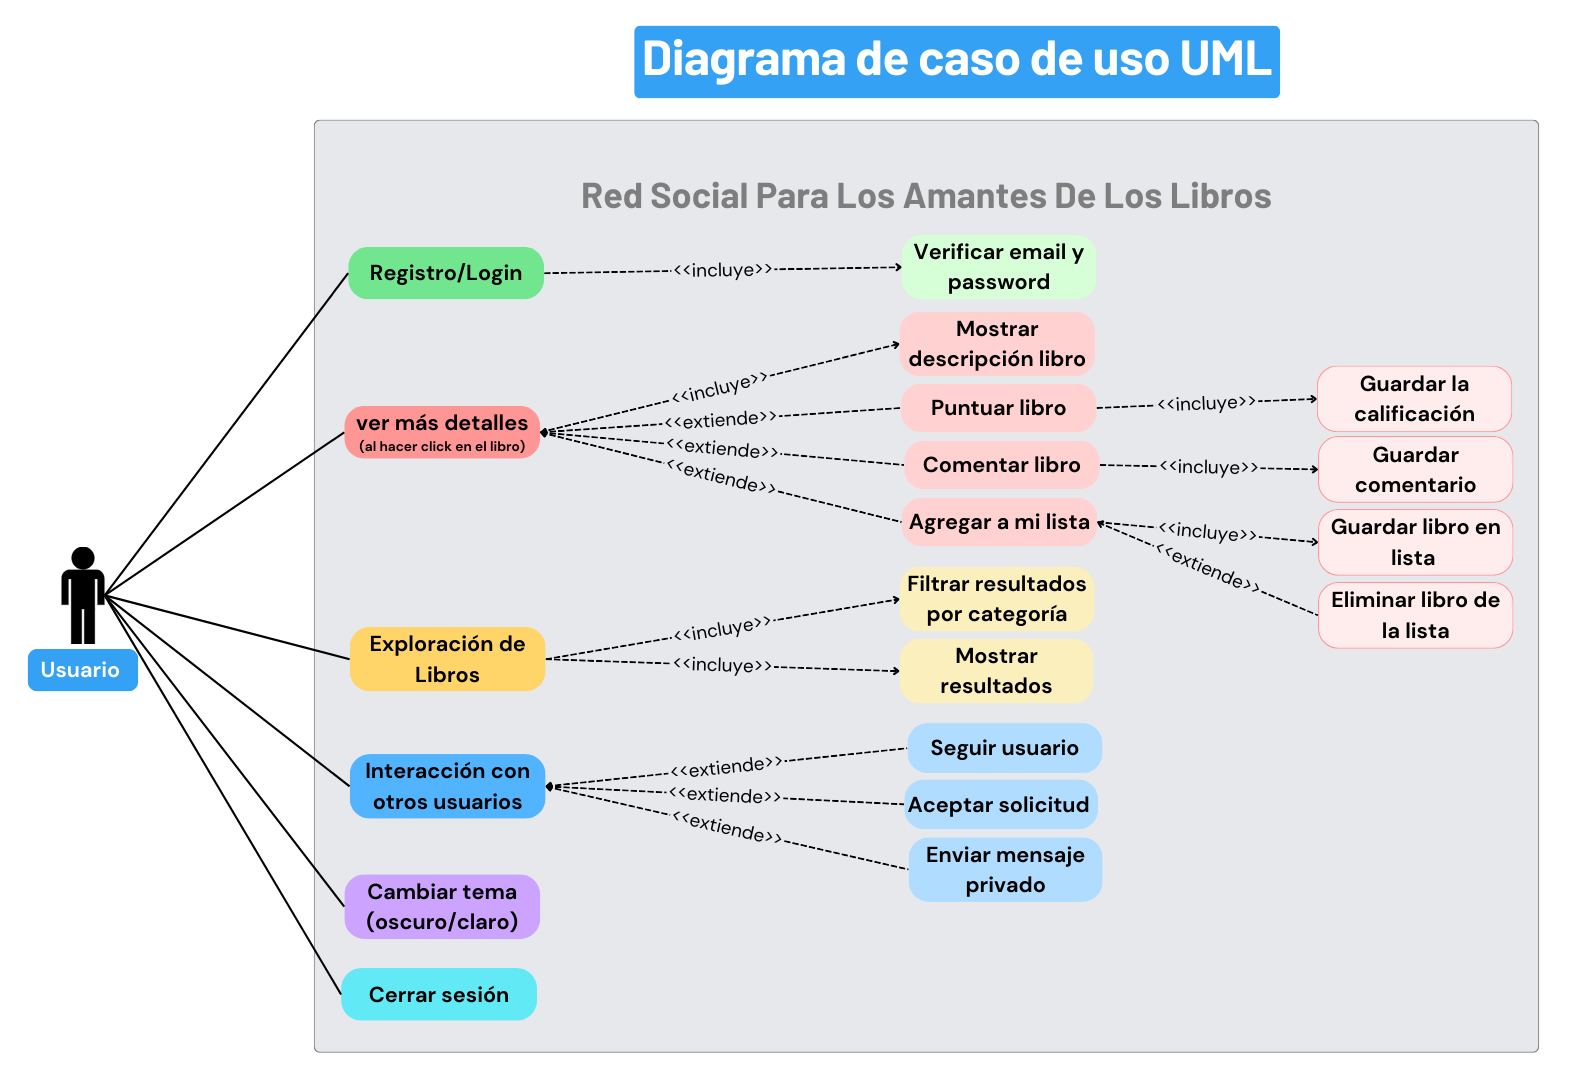 Diagrama de caso de uso UML
Red Social Para Los Amantes De Los Libros
Registro/Login
<<incluye>>
Verificar email y
password
ver más detalles
(al hacer click en el libro)
<<incluye>>
<<extiende>>
<<extiende>>
<<extiende>>
Mostrar
descripción libro
Puntuar libro
<<incluye>>
Guardar la
calificación
Comentar libro
<<incluye>>
Guardar
comentario
Agregar a mi lista
<<incluye>>
<<extiende>>
Guardar libro en
lista
Eliminar libro de
la lista
Usuario
Exploración de
Libros
<<incluye>>
<<incluye>>
Filtrar resultados
por categoría
Mostrar
resultados
Interacción con
otros usuarios
<<extiende>>
<<extiende>>
<<extiende>>
Seguir usuario
Aceptar solicitud
Enviar mensaje
privado
Cambiar tema
(oscuro/claro)
Cerrar sesión